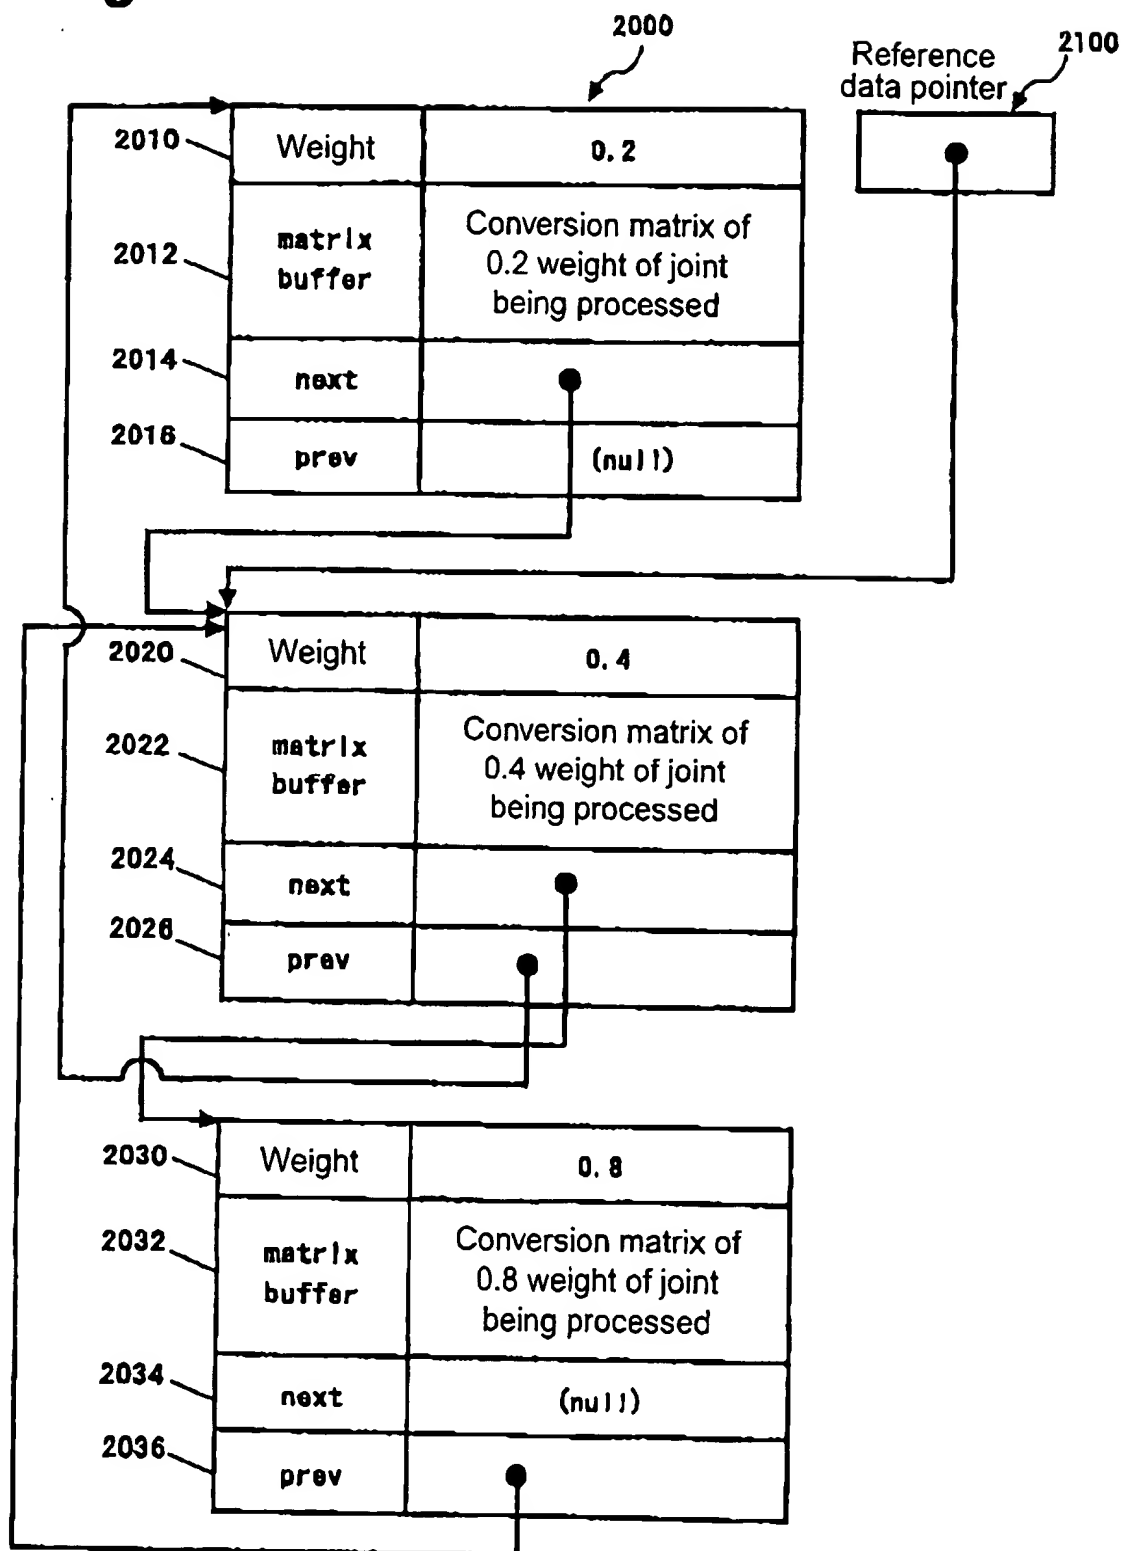 2000
2100
Reference
data pointer
2010
Weight
0.2
2012
matrix
buffer
Conversion matrix of
0.2 weight of joint
being processed
2014
next
2016
prev
(null)
2020
Weight
0.4
2022
matrix
buffer
Conversion matrix of
0.4 weight of joint
being processed
2024
next
2026
prev
2030
Weight
0.8
2032
matrix
buffer
Conversion matrix of
0.8 weight of joint
being processed
2034
next
(null)
2036
prev